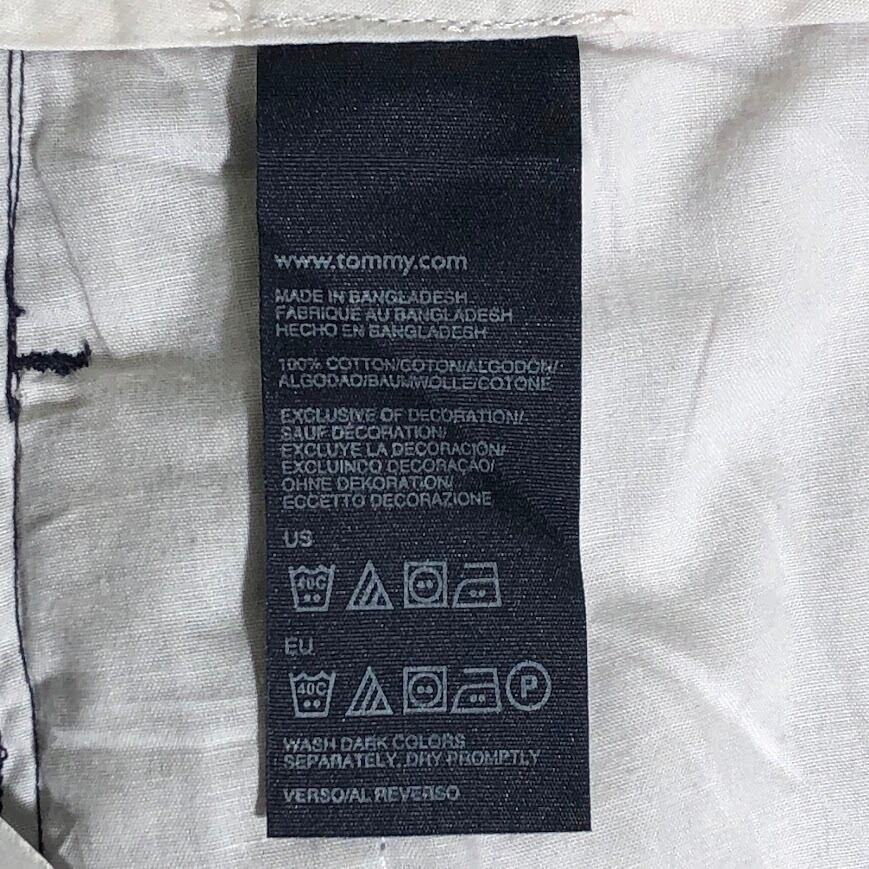 www.tommy.com
MADE IN BANGLADESH
FABRIQUE AU BANGLADESH
HECHO EN BANGLADESH
100% COTTON/COTON/ALGODÓN/
ALGODAO/BAUMWOLLE/COTONE
EXCLUSIVE OF DECORATION/
SAUF DÉCORATION/
EXCLUYE LA DECORACIÓN/
EXCLUINDO DECORAÇAO/
OHNE DEKORATION/
ECCETTO DECORAZIONE
US
40C
EU
40C P
WASH DARK COLORS
SEPARATELY. DRY PROMPTLY
VERSO/AL REVERSO